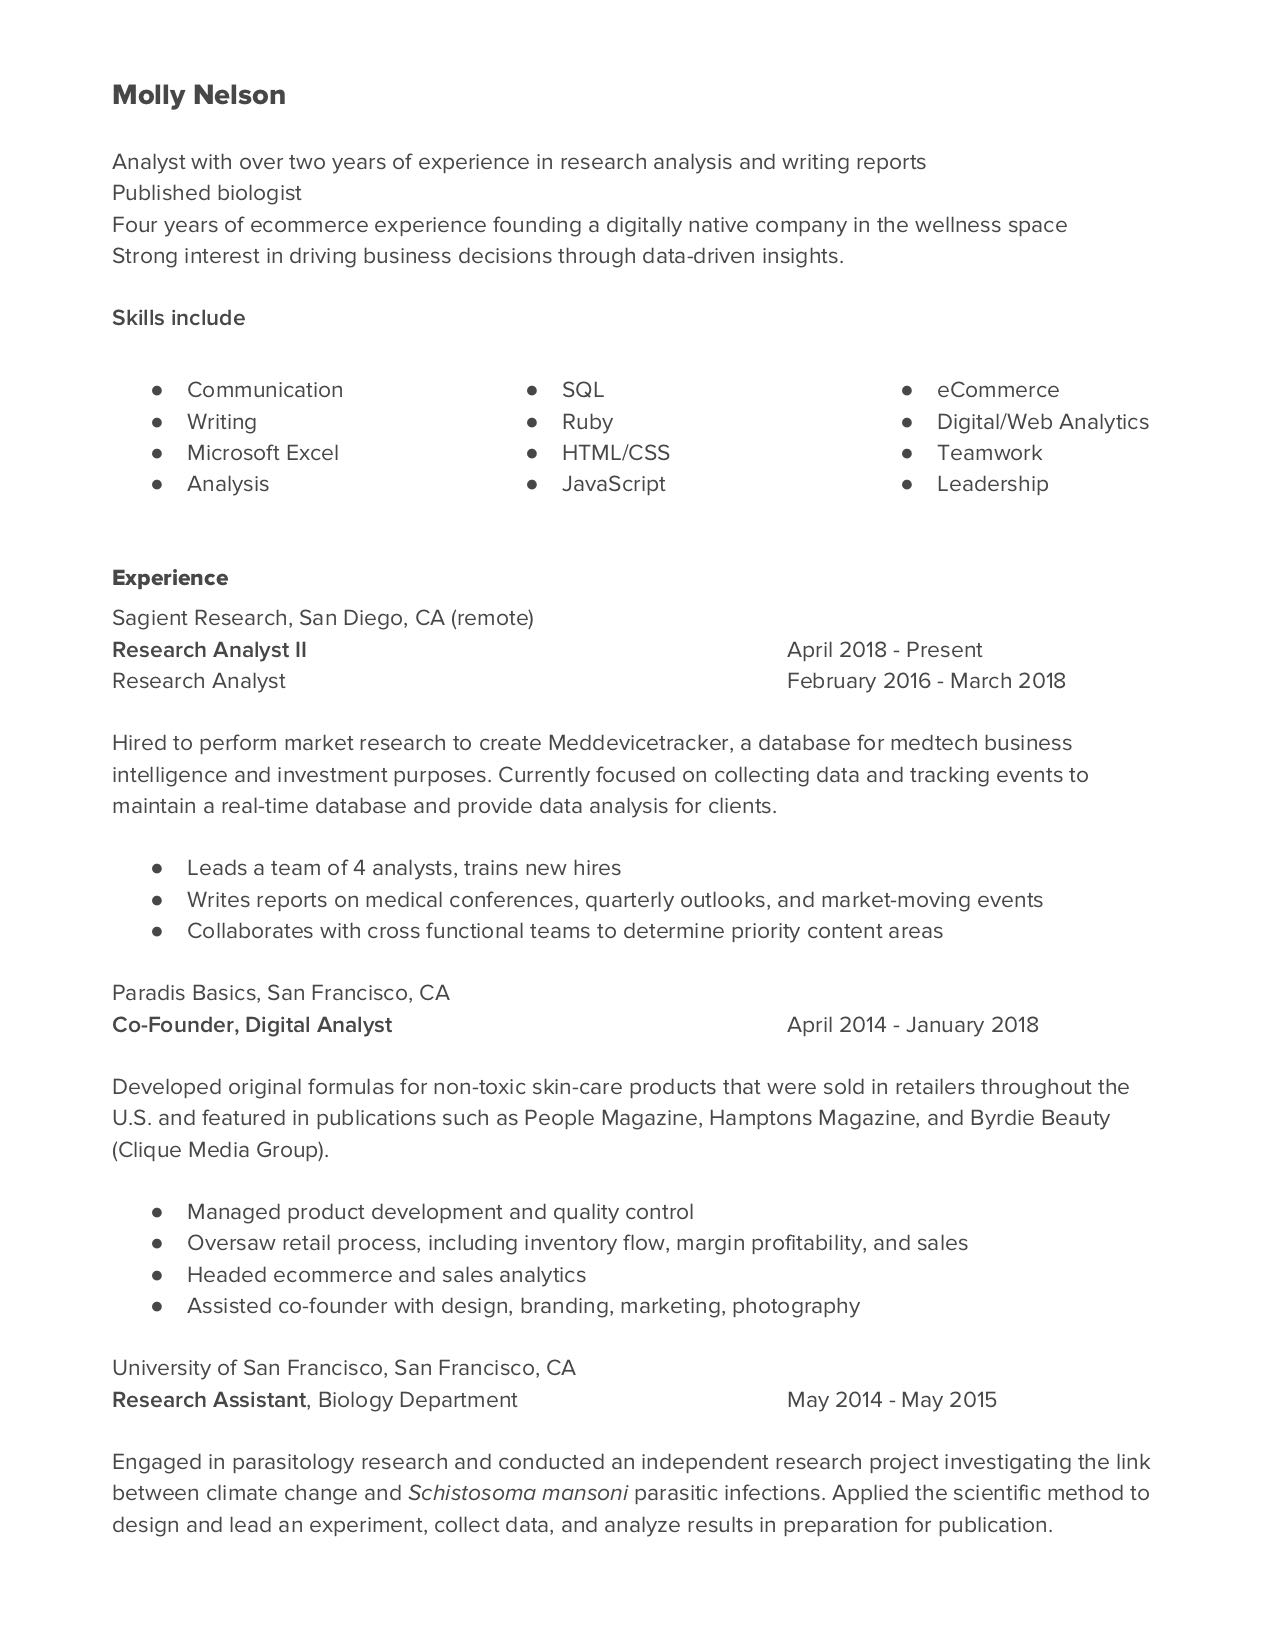 Molly Nelson
Analyst with over two years of experience in research analysis and writing reports
Published biologist
Four years of ecommerce experience founding a digitally native company in the wellness space
Strong interest in driving business decisions through data-driven insights.
Skills include
● Communication
● Writing
● Microsoft Excel
● Analysis
● SQL
● Ruby
● HTML/CSS
● JavaScript
● eCommerce
● Digital/Web Analytics
● Teamwork
● Leadership
Experience
Sagient Research, San Diego, CA (remote)
Research Analyst II April 2018 - Present
Research Analyst February 2016 - March 2018
Hired to perform market research to create Meddevicetracker, a database for medtech business
intelligence and investment purposes. Currently focused on collecting data and tracking events to
maintain a real-time database and provide data analysis for clients.
● Leads a team of 4 analysts, trains new hires
● Writes reports on medical conferences, quarterly outlooks, and market-moving events
● Collaborates with cross functional teams to determine priority content areas
Paradis Basics, San Francisco, CA
Co-Founder, Digital Analyst April 2014 - January 2018
Developed original formulas for non-toxic skin-care products that were sold in retailers throughout the
U.S. and featured in publications such as People Magazine, Hamptons Magazine, and Byrdie Beauty
(Clique Media Group).
● Managed product development and quality control
● Oversaw retail process, including inventory flow, margin profitability, and sales
● Headed ecommerce and sales analytics
● Assisted co-founder with design, branding, marketing, photography
University of San Francisco, San Francisco, CA
Research Assistant, Biology Department May 2014 - May 2015
Engaged in parasitology research and conducted an independent research project investigating the link
between climate change and Schistosoma mansoni parasitic infections. Applied the scientific method to
design and lead an experiment, collect data, and analyze results in preparation for publication.